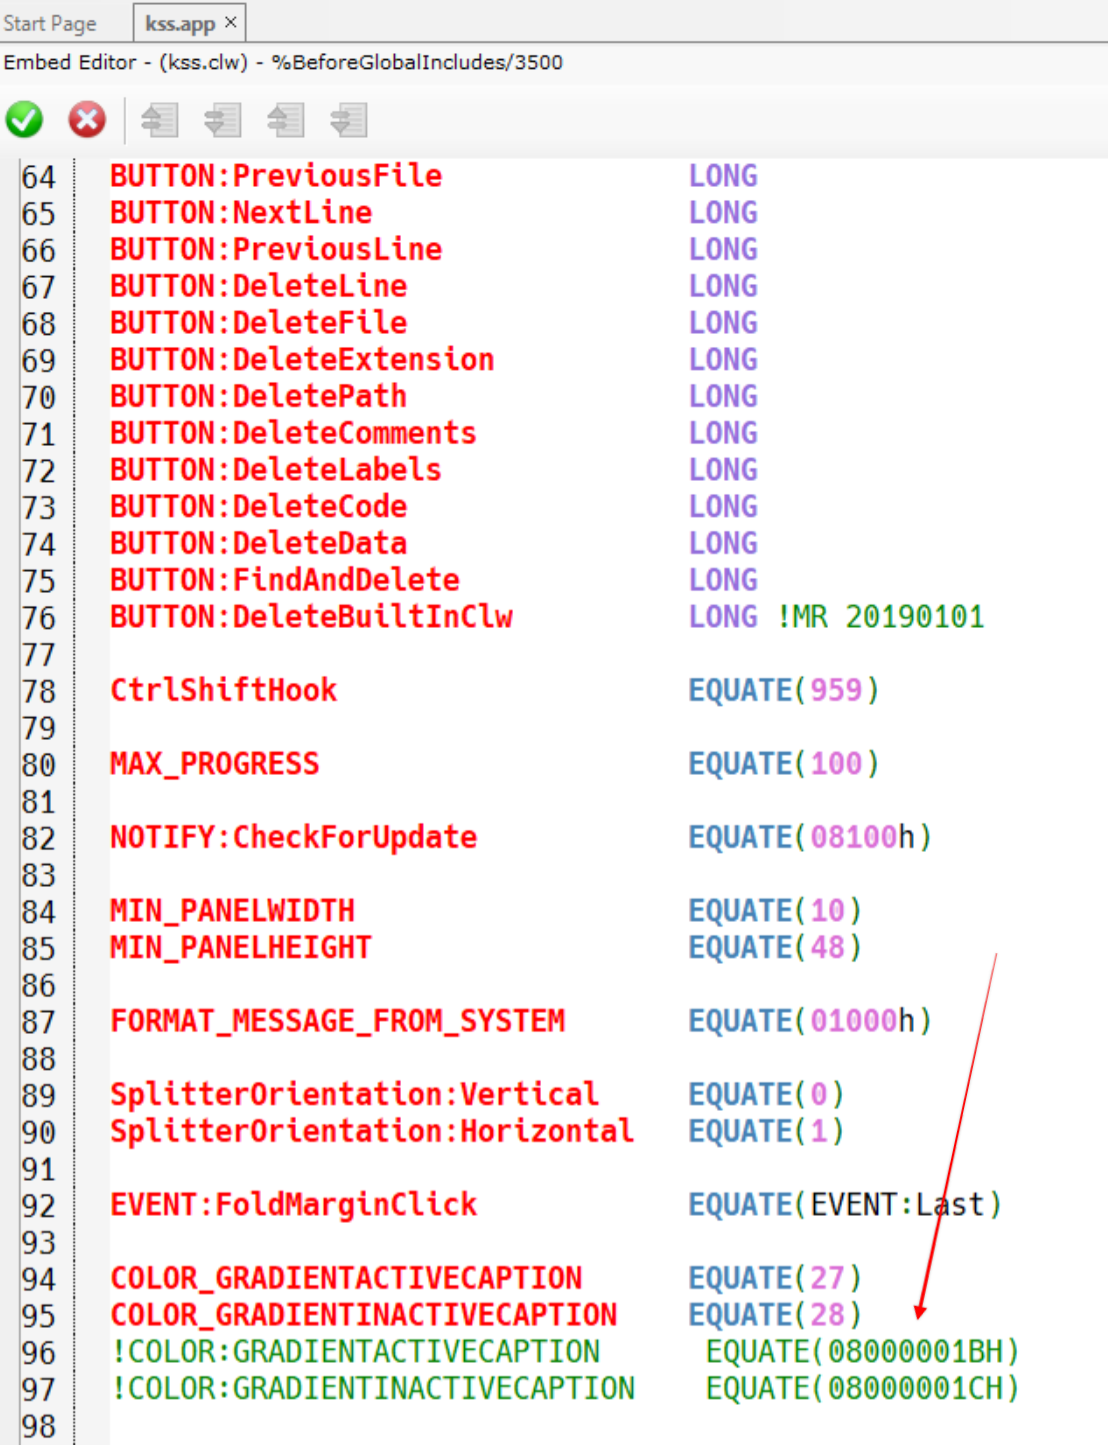 Start Page kss.app ×
Embed Editor - (kss.clw) - %BeforeGlobalIncludes/3500
64 BUTTON:PreviousFile LONG
65 BUTTON:NextLine LONG
66 BUTTON:PreviousLine LONG
67 BUTTON:DeleteLine LONG
68 BUTTON:DeleteFile LONG
69 BUTTON:DeleteExtension LONG
70 BUTTON:DeletePath LONG
71 BUTTON:DeleteComments LONG
72 BUTTON:DeleteLabels LONG
73 BUTTON:DeleteCode LONG
74 BUTTON:DeleteData LONG
75 BUTTON:FindAndDelete LONG
76 BUTTON:DeleteBuiltInClw LONG !MR 20190101
77
78 CtrlShiftHook EQUATE(959)
79
80 MAX_PROGRESS EQUATE(100)
81
82 NOTIFY:CheckForUpdate EQUATE(08100h)
83
84 MIN_PANELWIDTH EQUATE(10)
85 MIN_PANELHEIGHT EQUATE(48)
86
87 FORMAT_MESSAGE_FROM_SYSTEM EQUATE(01000h)
88
89 SplitterOrientation:Vertical EQUATE(0)
90 SplitterOrientation:Horizontal EQUATE(1)
91
92 EVENT:FoldMarginClick EQUATE(EVENT:Last)
93
94 COLOR_GRADIENTACTIVECAPTION EQUATE(27)
95 COLOR_GRADIENTINACTIVECAPTION EQUATE(28)
96 !COLOR:GRADIENTACTIVECAPTION EQUATE(08000001BH)
97 !COLOR:GRADIENTINACTIVECAPTION EQUATE(08000001CH)
98